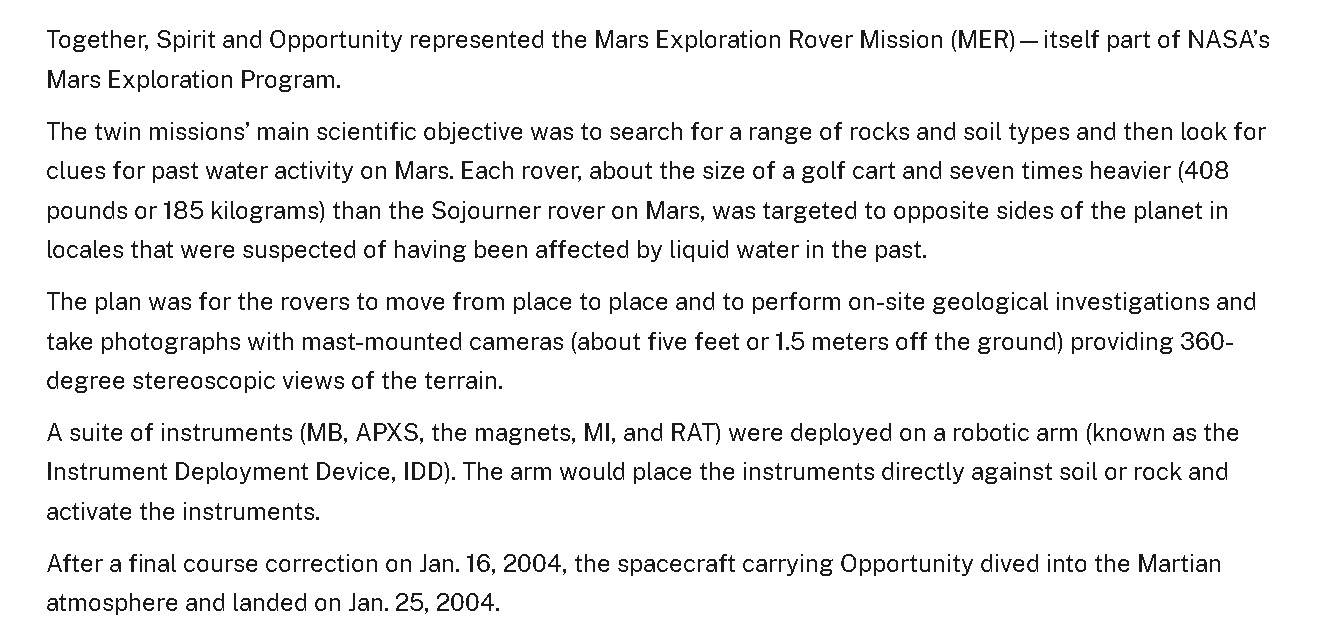 Together, Spirit and Opportunity represented the Mars Exploration Rover Mission (MER) — itself part of NASA’s
Mars Exploration Program.
The twin missions’ main scientific objective was to search for a range of rocks and soil types and then look for
clues for past water activity on Mars. Each rover, about the size of a golf cart and seven times heavier (408
pounds or 185 kilograms) than the Sojourner rover on Mars, was targeted to opposite sides of the planet in
locales that were suspected of having been affected by liquid water in the past.
The plan was for the rovers to move from place to place and to perform on-site geological investigations and
take photographs with mast-mounted cameras (about five feet or 1.5 meters off the ground) providing 360-
degree stereoscopic views of the terrain.
A suite of instruments (MB, APXS, the magnets, MI, and RAT) were deployed on a robotic arm (known as the
Instrument Deployment Device, IDD). The arm would place the instruments directly against soil or rock and
activate the instruments.
After a final course correction on Jan. 16, 2004, the spacecraft carrying Opportunity dived into the Martian
atmosphere and landed on Jan. 25, 2004.